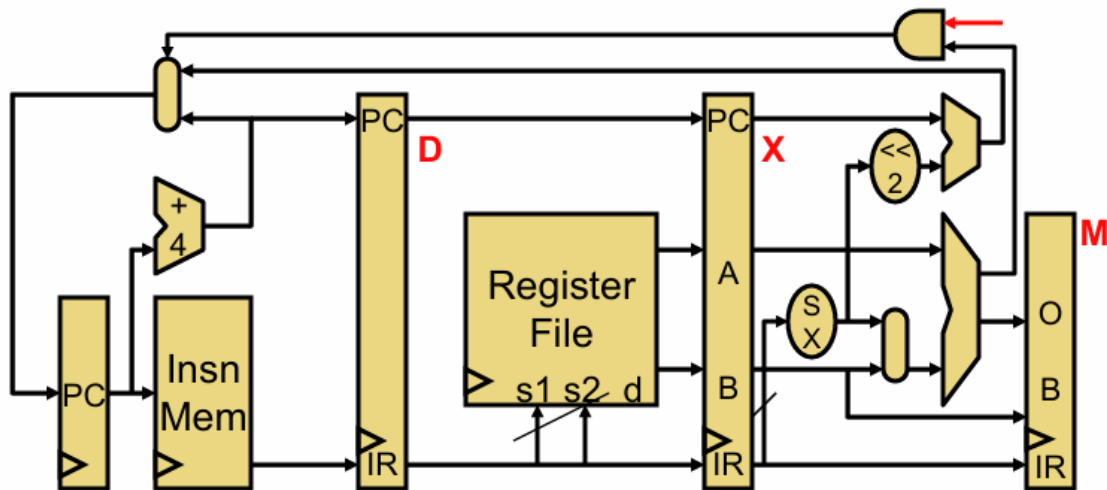 <<
2
PC
D
PC
X
+
4
M
Register
File
A
S
X
O
Insn
Mem
PC
s1 s2 d
B
B
IR
IR
IR